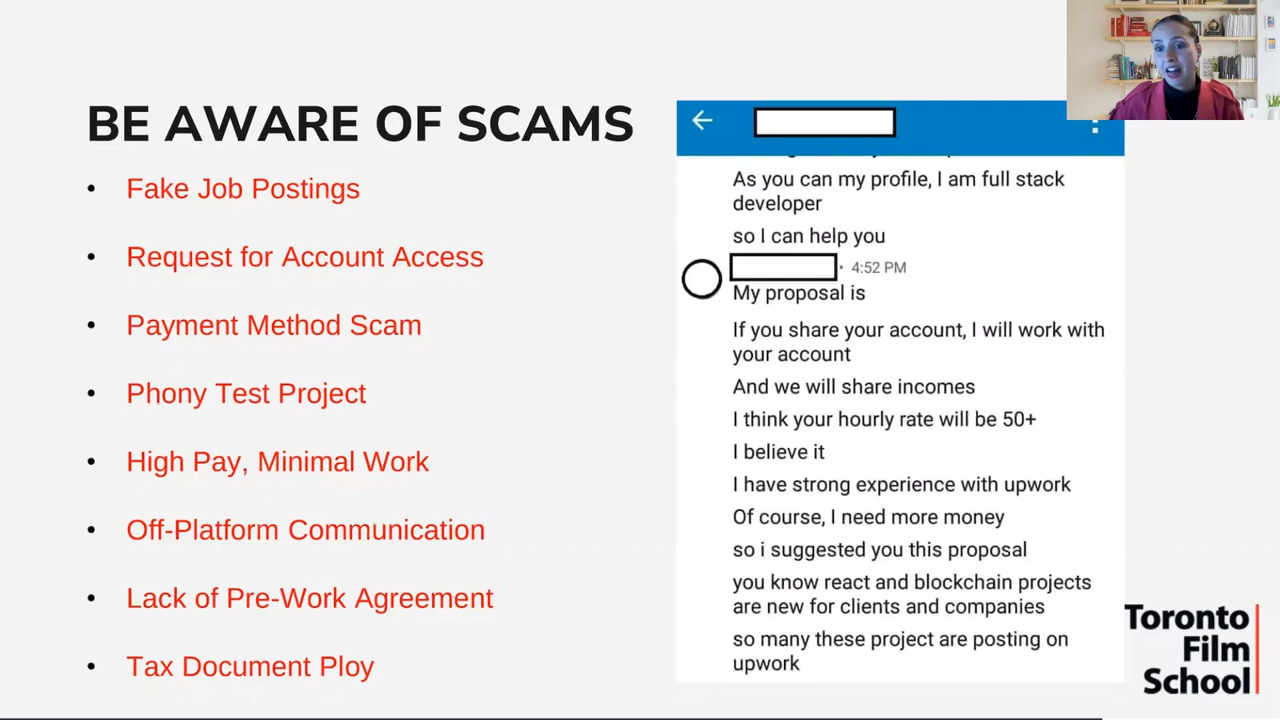 BE AWARE OF SCAMS
• Fake Job Postings
• Request for Account Access
• Payment Method Scam
• Phony Test Project
• High Pay, Minimal Work
• Off-Platform Communication
• Lack of Pre-Work Agreement
• Tax Document Ploy
As you can my profile, I am full stack
developer
so I can help you
4:52 PM
My proposal is
If you share your account, I will work with
your account
And we will share incomes
I think your hourly rate will be 50+
I believe it
I have strong experience with upwork
Of course, I need more money
so i suggested you this proposal
you know react and blockchain projects
are new for clients and companies
so many these project are posting on
upwork
Toronto
Film
School